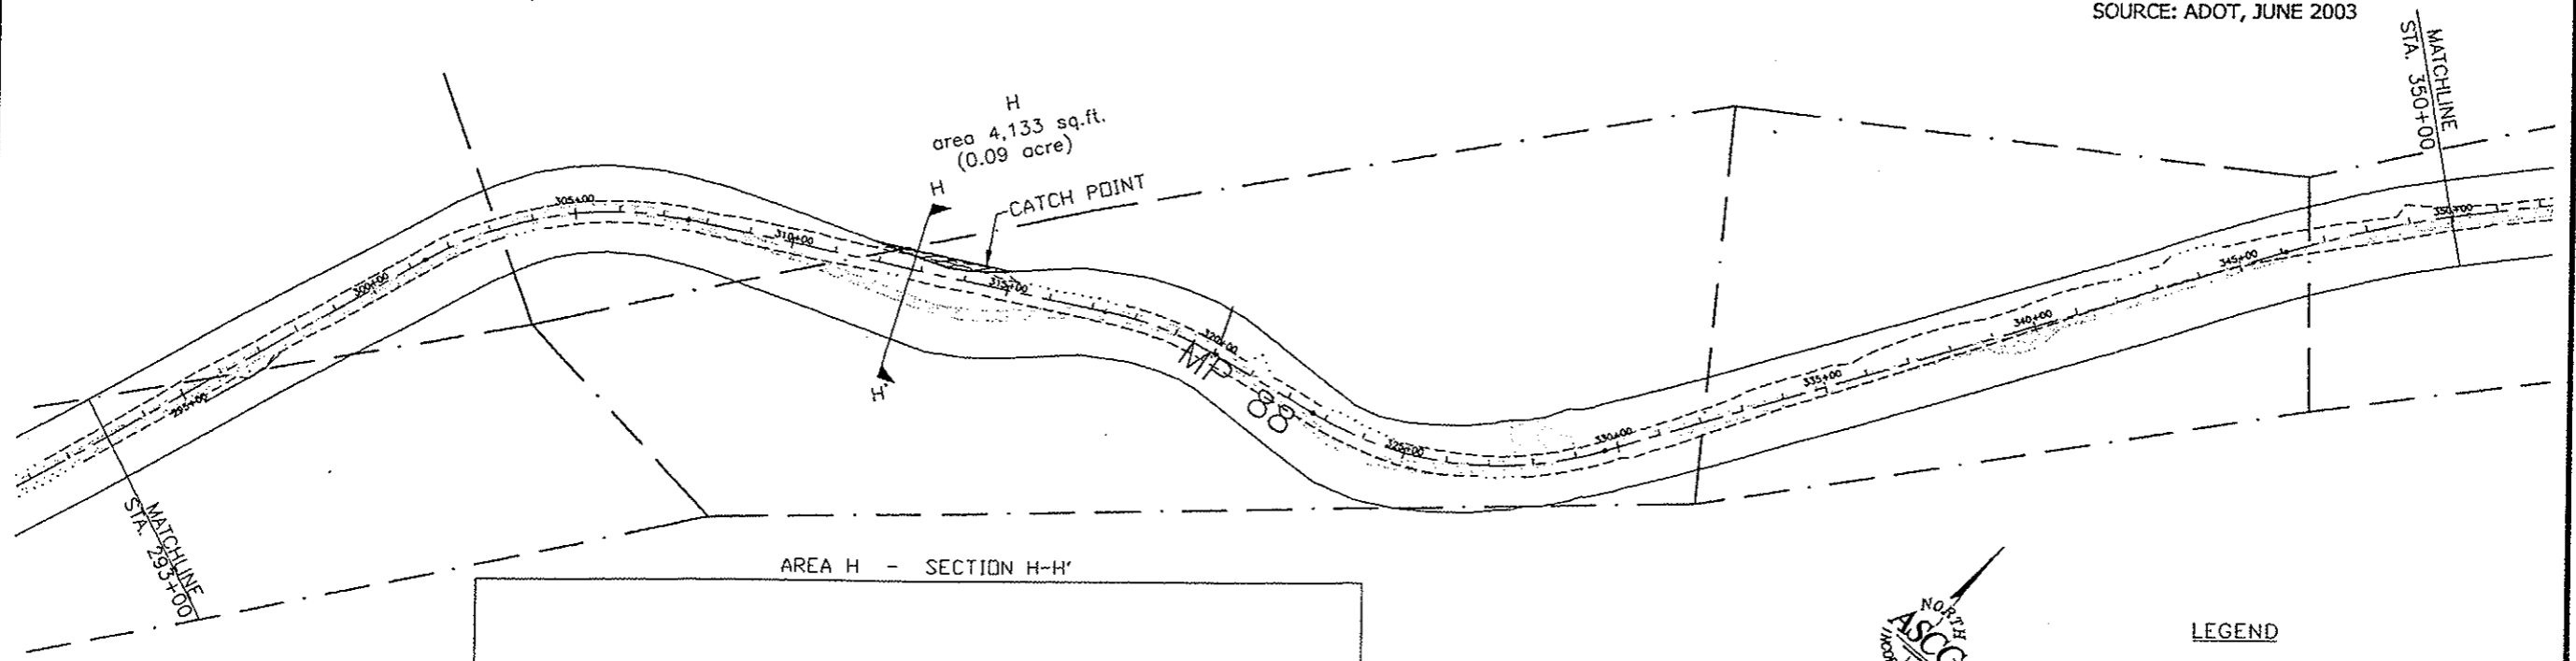 SOURCE: ADOT, JUNE 2003
MATCHLINE
STA. 350+00
H
area 4,133 sq.ft.
(0.09 acre)
H
CATCH POINT
305+00
310+00
300+00
315+00
295+00
320+00
MP 88
H'
325+00
330+00
335+00
340+00
345+00
350+00
MATCHLINE
STA. 293+00
AREA H - SECTION H-H'
NORTH
LEGEND